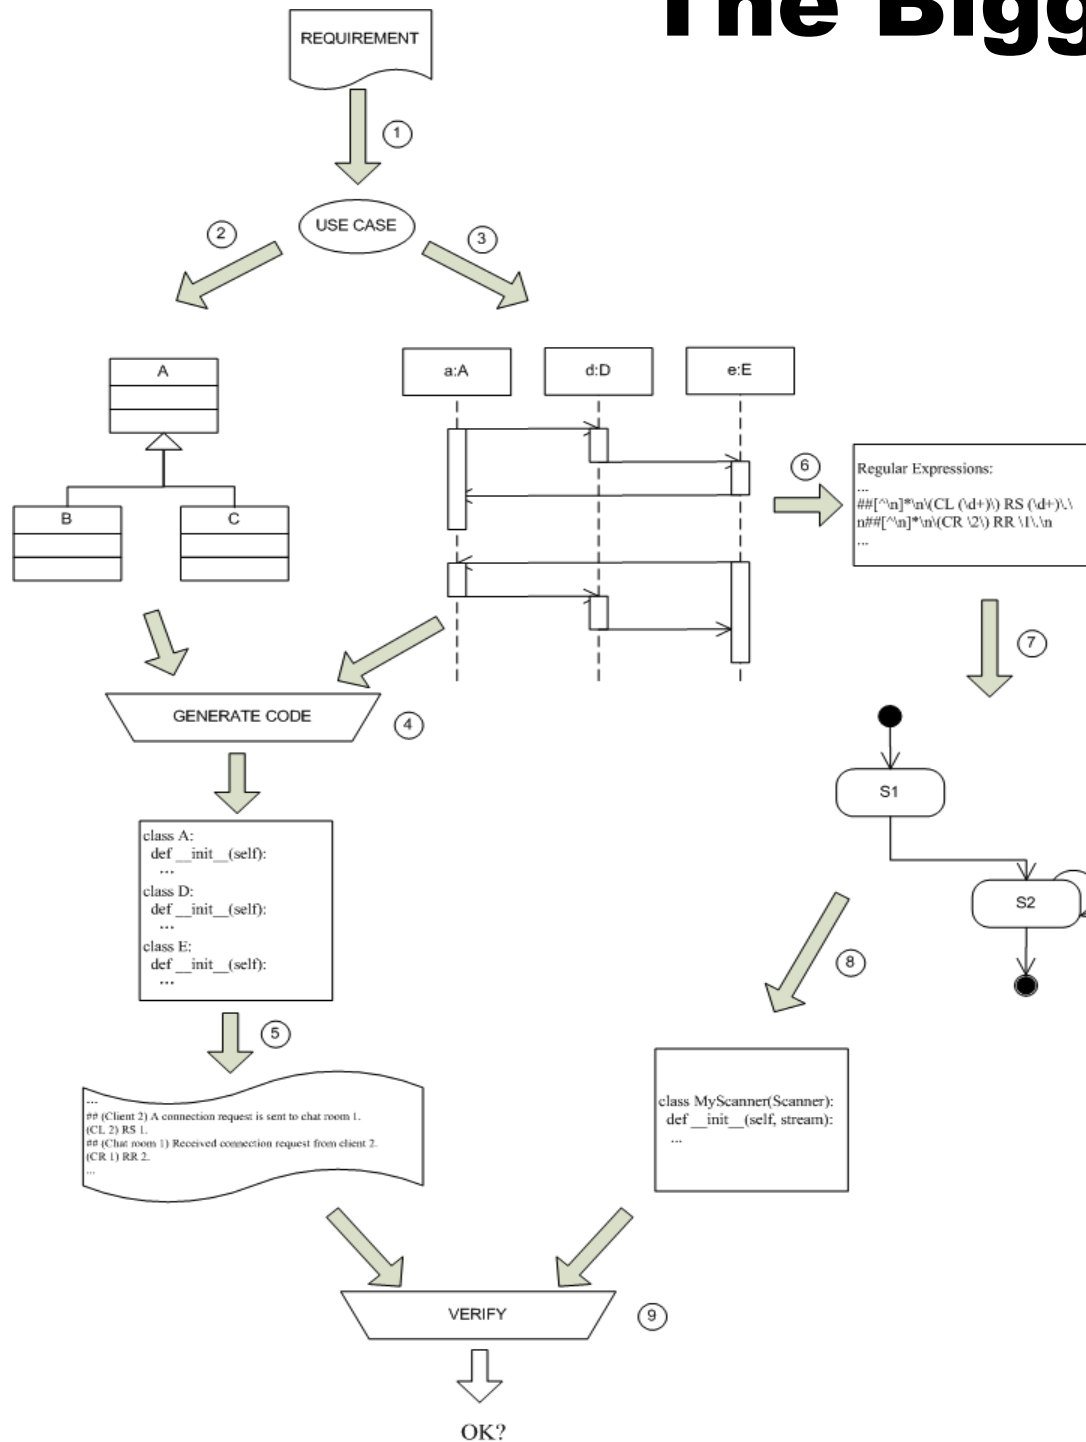 The Bigg
REQUIREMENT
1
USE CASE
2
3
A
B
C
a:A
d:D
e:E
6
Regular Expressions:
...
##[^\n]*\n\(CL (\d+)\) RS (\d+)\.\
n##[^\n]*\n\(CR \2\) RR \1\.\n
...
7
GENERATE CODE
4
S1
S2
class A:
def __init__(self):
...
class D:
def __init__(self):
...
class E:
def __init__(self):
...
8
5
...
## (Client 2) A connection request is sent to chat room 1.
(CL 2) RS 1.
## (Chat room 1) Received connection request from client 2.
(CR 1) RR 2.
...
class MyScanner(Scanner):
def __init__(self, stream):
...
VERIFY
9
OK?